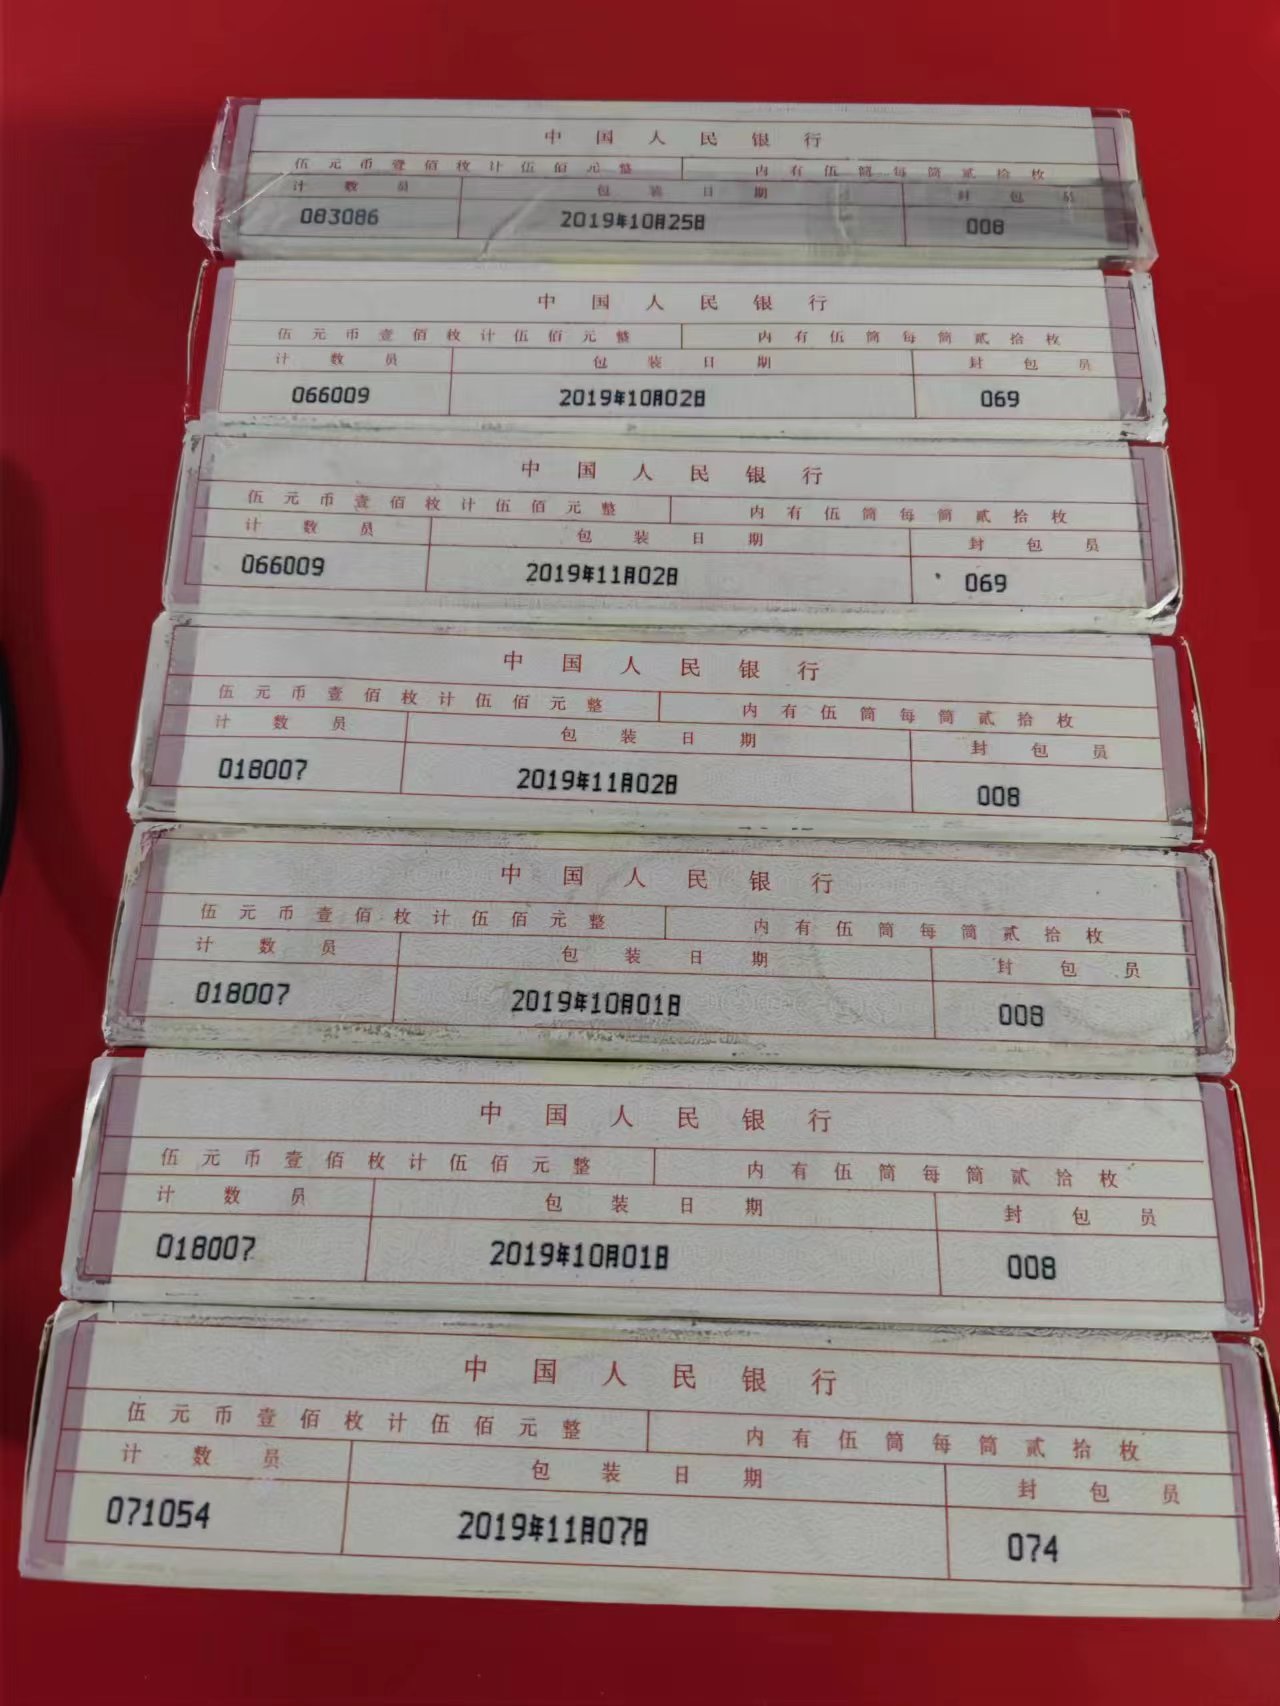 中国人民银行
伍元币壹佰枚计伍佰元整 内有伍筒每筒贰拾枚
计数员 包装日期 封包员
083086 2019年10月25日 008
中国人民银行
伍元币壹佰枚计伍佰元整 内有伍筒每筒贰拾枚
计数员 包装日期 封包员
066009 2019年10月02日 069
中国人民银行
伍元币壹佰枚计伍佰元整 内有伍筒每筒贰拾枚
计数员 包装日期 封包员
066009 2019年11月02日 069
中国人民银行
伍元币壹佰枚计伍佰元整 内有伍筒每筒贰拾枚
计数员 包装日期 封包员
018007 2019年11月02日 008
中国人民银行
伍元币壹佰枚计伍佰元整 内有伍筒每筒贰拾枚
计数员 包装日期 封包员
018007 2019年10月01日 008
中国人民银行
伍元币壹佰枚计伍佰元整 内有伍筒每筒贰拾枚
计数员 包装日期 封包员
018007 2019年10月01日 008
中国人民银行
伍元币壹佰枚计伍佰元整 内有伍筒每筒贰拾枚
计数员 包装日期 封包员
071054 2019年11月07日 074